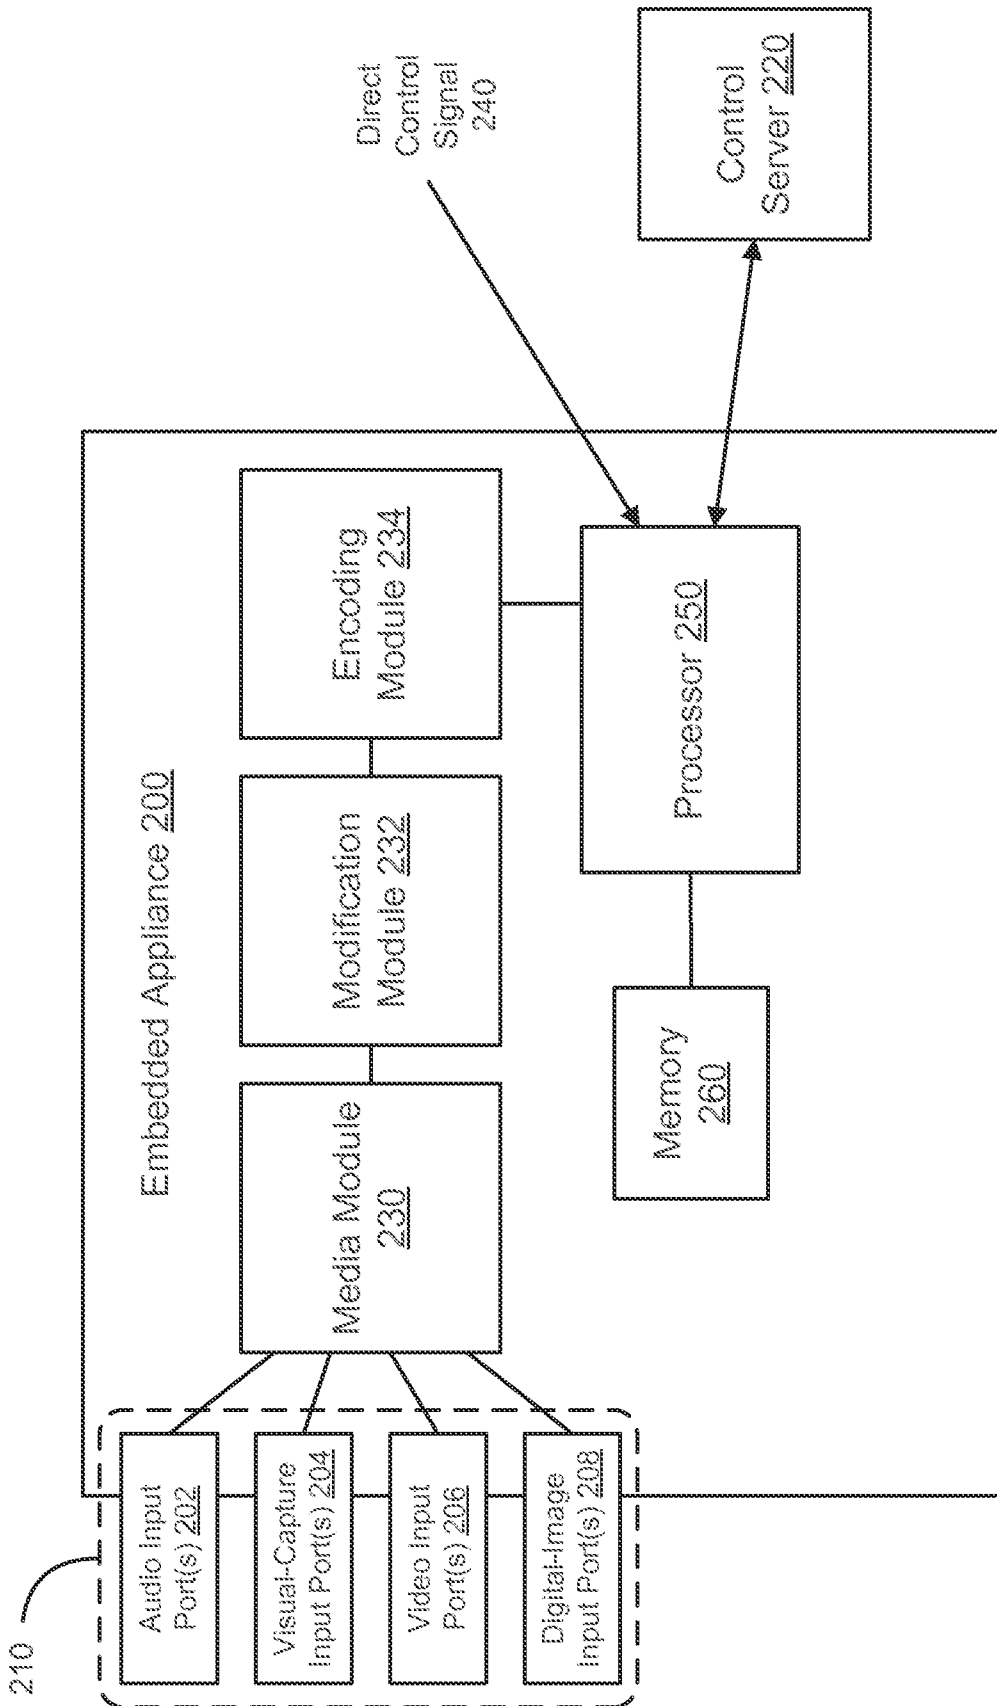 210
Audio Input
Port(s) 202
Visual-Capture
Input Port(s) 204
Video Input
Port(s) 206
Digital-Image
Input Port(s) 208
Embedded Appliance 200
Media Module
230
Modification
Module 232
Encoding
Module 234
Memory
260
Processor 250
Direct
Control
Signal
240
Control
Server 220